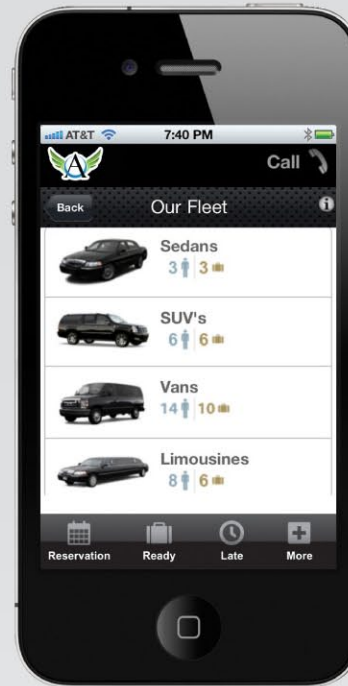 AT&T 7:40 PM
A
Call
Back Our Fleet i
Sedans
3 3
SUV's
6 6
Vans
14 10
Limousines
8 6
Reservation Ready Late More